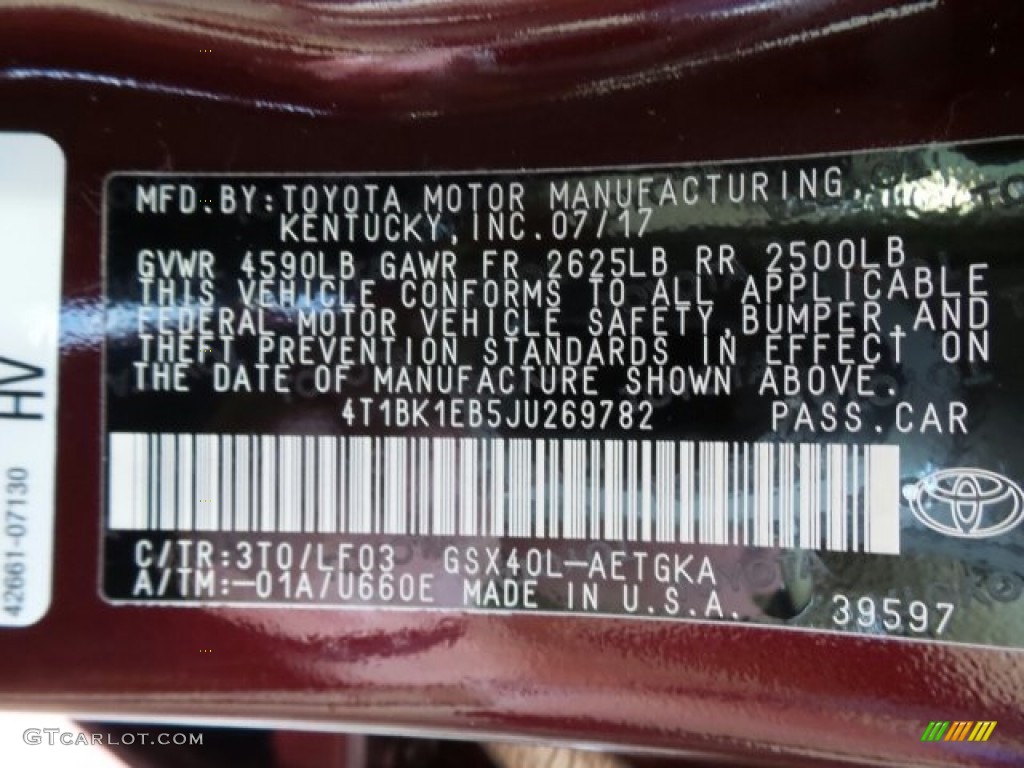 MFD.BY:TOYOTA MOTOR MANUFACTURING,
KENTUCKY,INC.07/17
GVWR 4590LB GAWR FR 2625LB RR 2500LB
THIS VEHICLE CONFORMS TO ALL APPLICABLE
FEDERAL MOTOR VEHICLE SAFETY,BUMPER,AND
THEFT PREVENTION STANDARDS IN EFFECT ON
THE DATE OF MANUFACTURE SHOWN ABOVE.
4T1BK1EB5JU269782 PASS.CAR
C/TR:3T0/LF03 GSX40L-AETGKA
A/TM:-01A/U660E MADE IN U.S.A.
39597
HV
42661-07130
GTCARLOT.COM